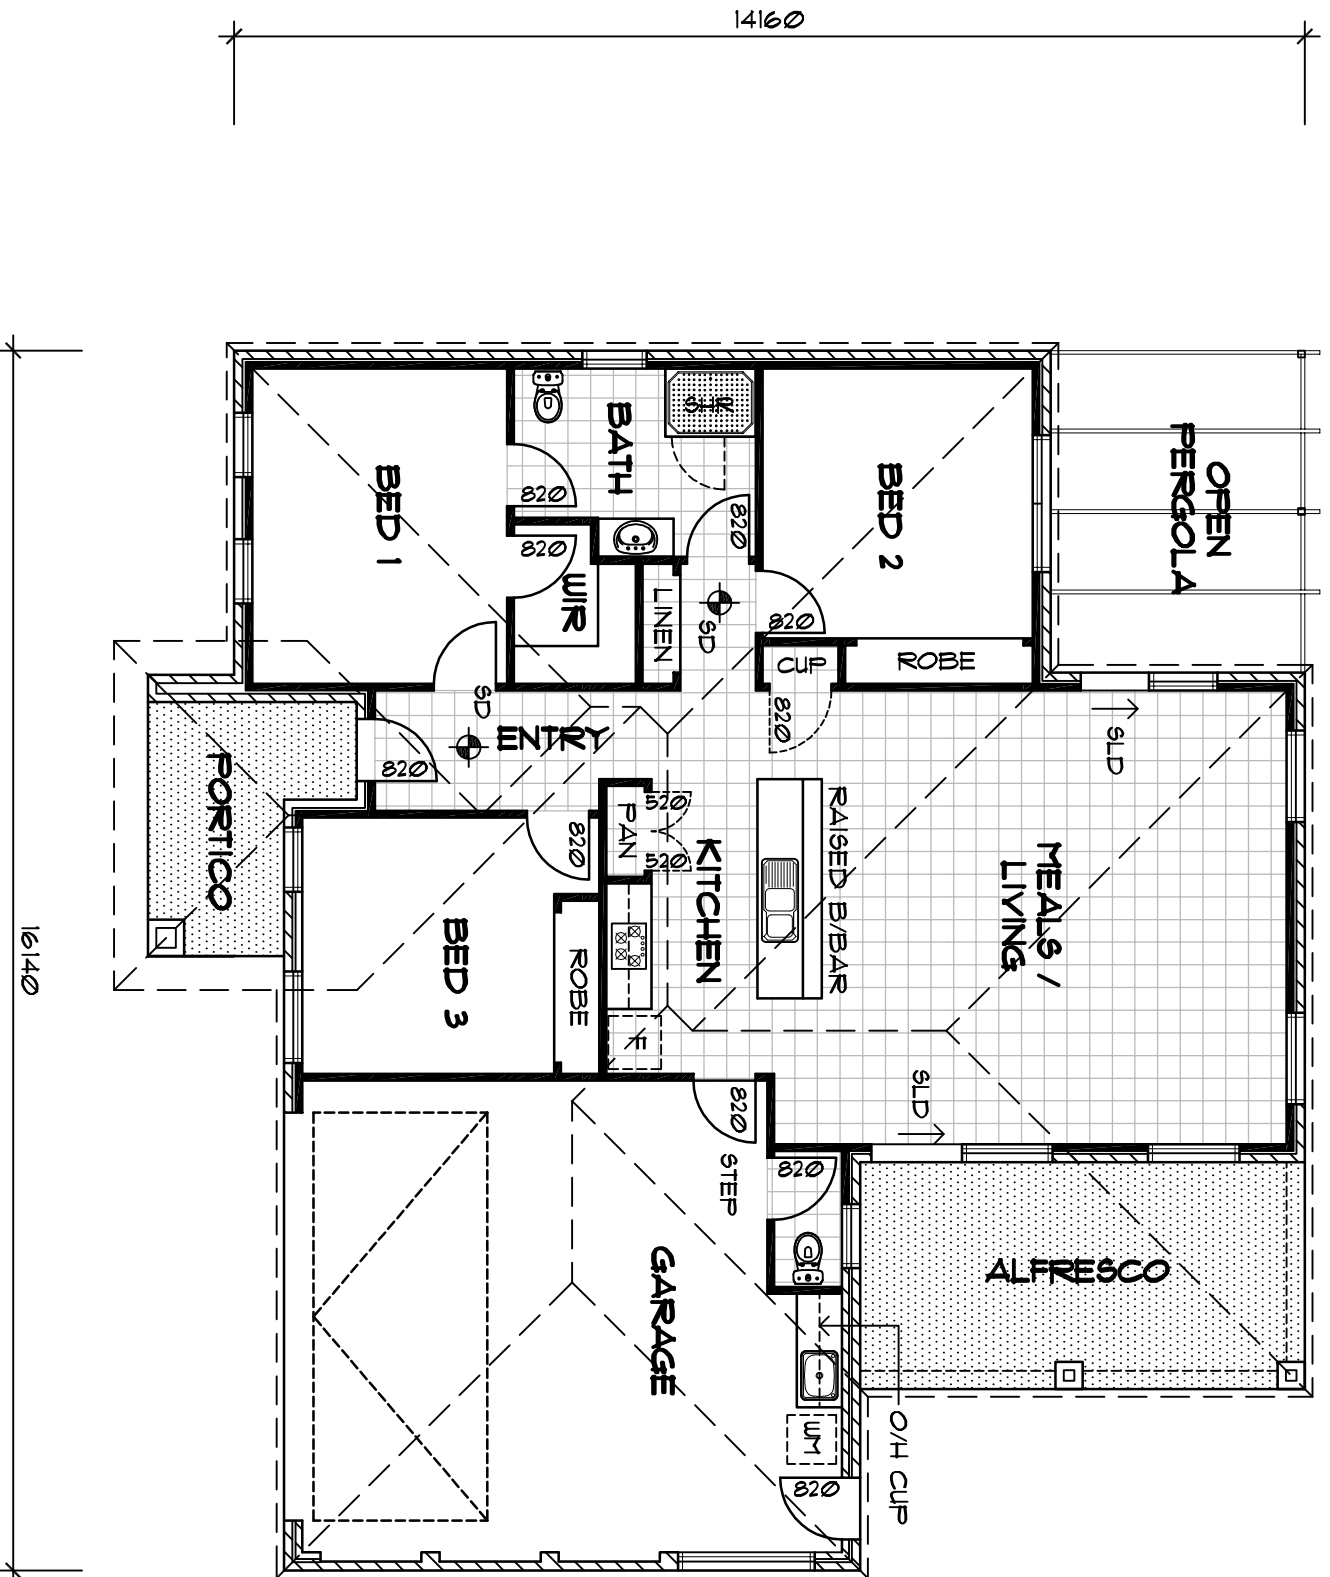 14160
16140
OPEN
PERGOLA
BED 1
BATH
SHR
BED 2
820
820
820
WIR
LINEN
SD
820
CUP
ROBE
820
SD
ENTRY
820
PORTICO
820
PAN
520
520
KITCHEN
RAISED B/BAR
MEALS /
LIVING
SLD
BED 3
ROBE
F
820
SLD
STEP
820
GARAGE
ALFRESCO
O/H CUP
WM
820
820